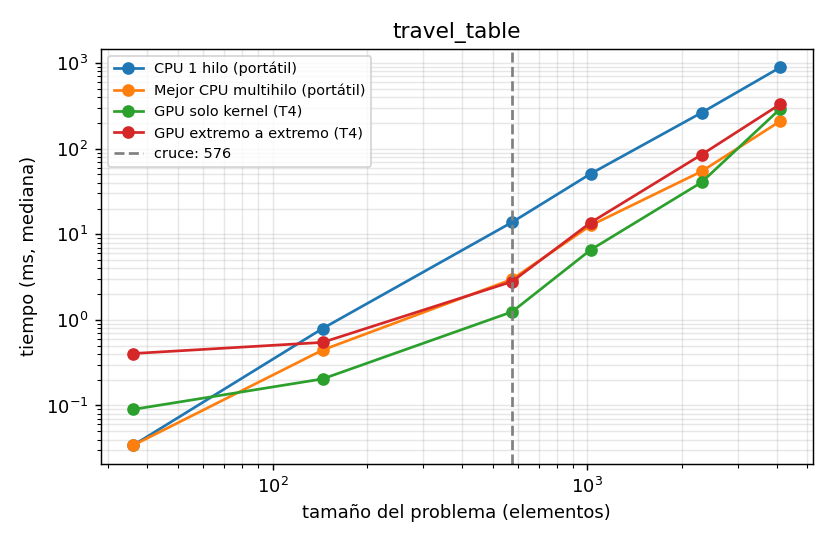 travel_table
CPU 1 hilo (portátil)
Mejor CPU multihilo (portátil)
GPU solo kernel (T4)
GPU extremo a extremo (T4)
cruce: 576
tiempo (ms, mediana)
10³
10²
10¹
10⁰
10⁻¹
10² 10³
tamaño del problema (elementos)